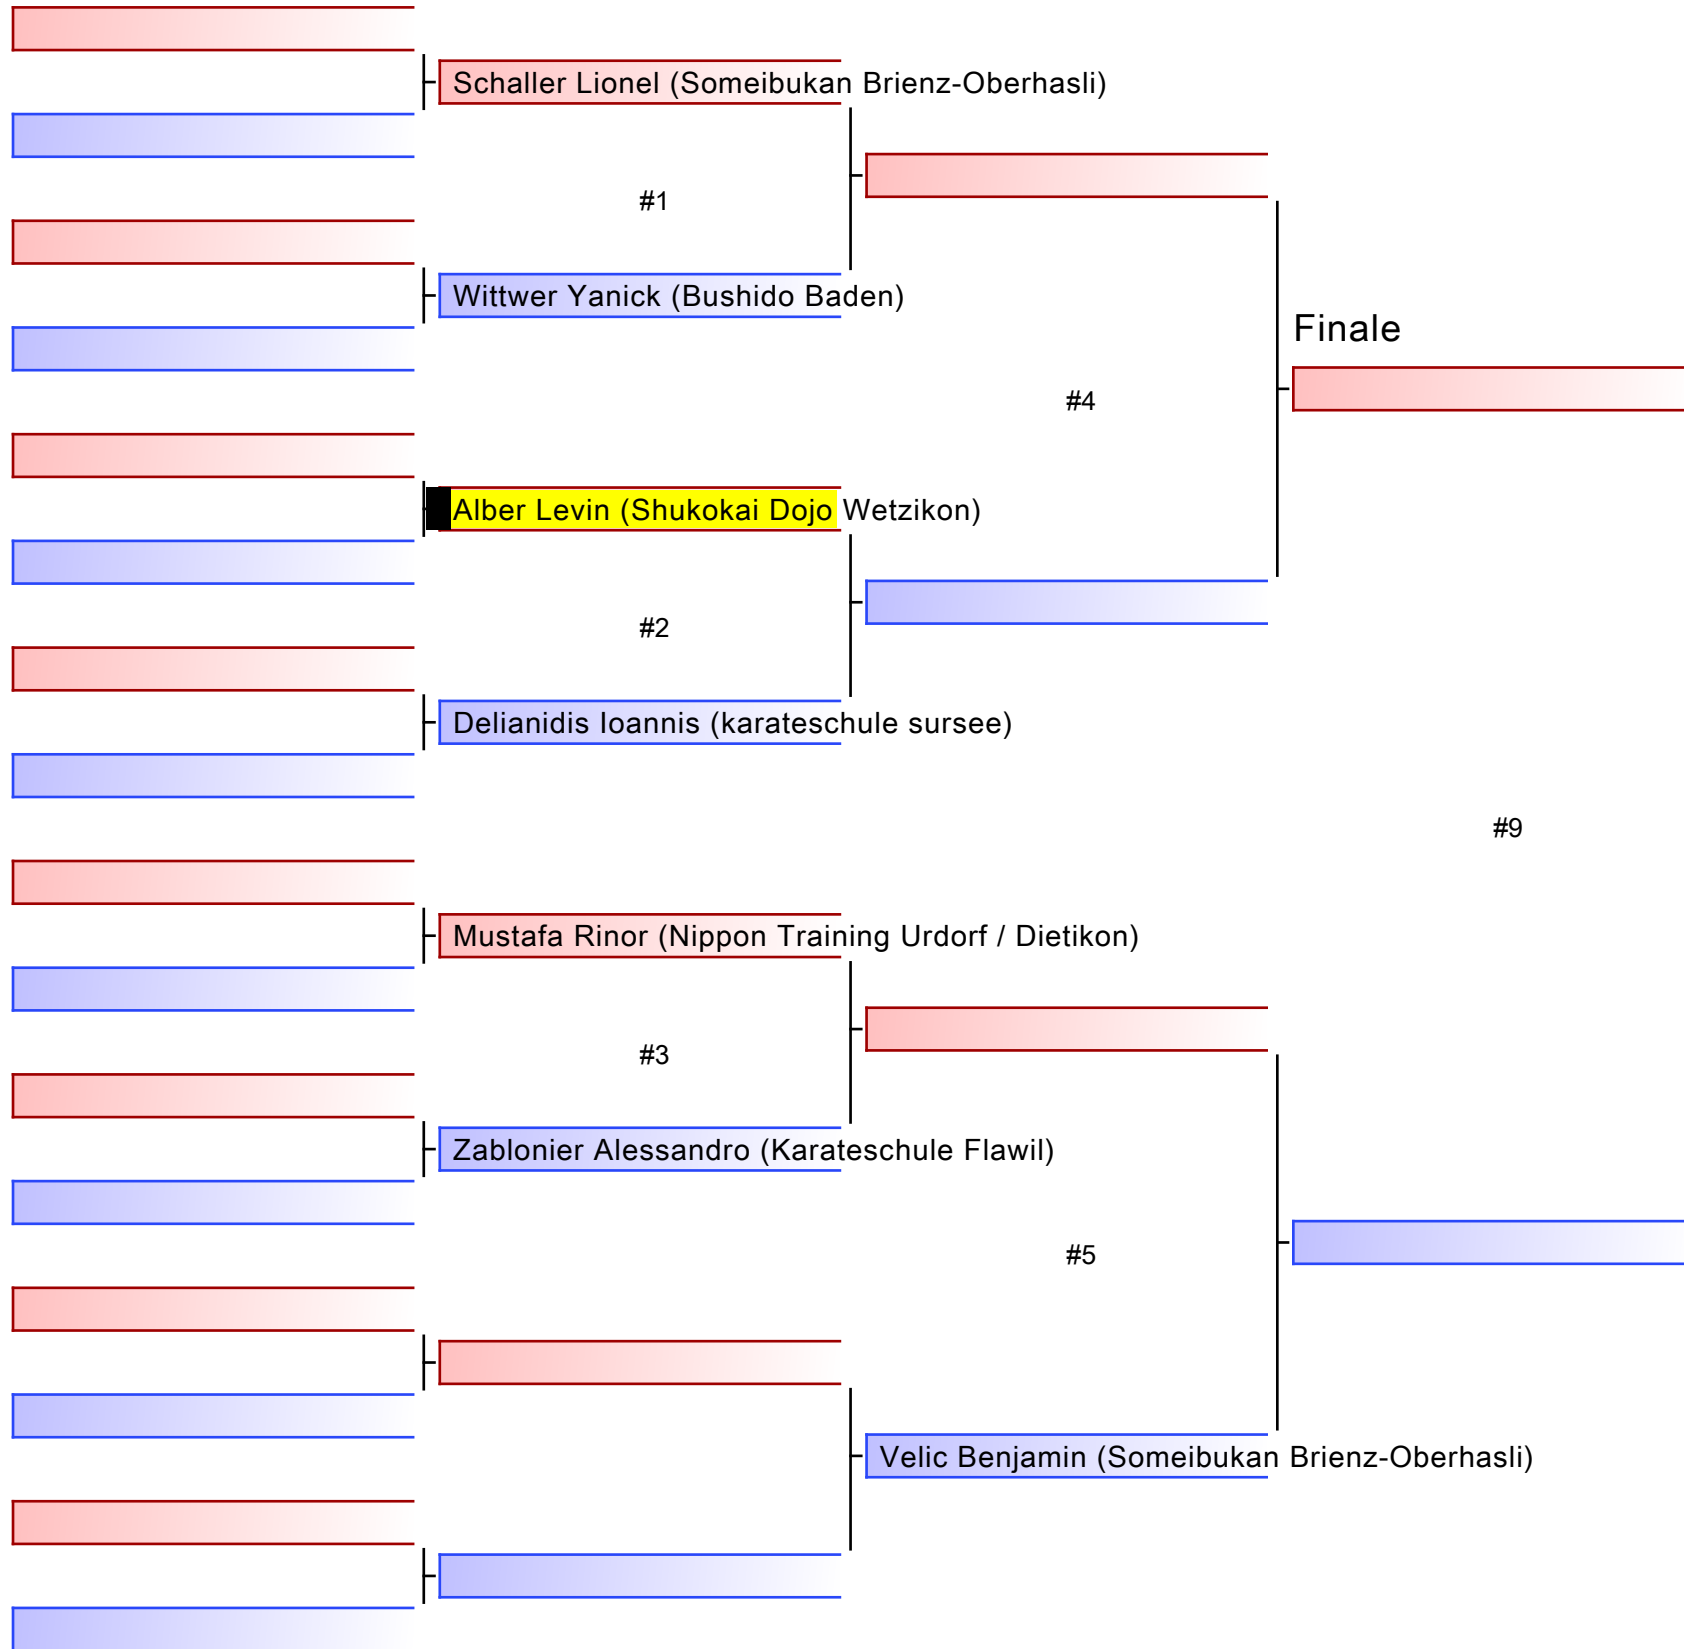 Schaller Lionel (Someibukan Brienz-Oberhasli)
#1
Wittwer Yanick (Bushido Baden)
Finale
#4
Alber Levin (Shukokai Dojo Wetzikon)
#2
Delianidis Ioannis (karateschule sursee)
#9
Mustafa Rinor (Nippon Training Urdorf / Dietikon)
#3
Zablonier Alessandro (Karateschule Flawil)
#5
Velic Benjamin (Someibukan Brienz-Oberhasli)